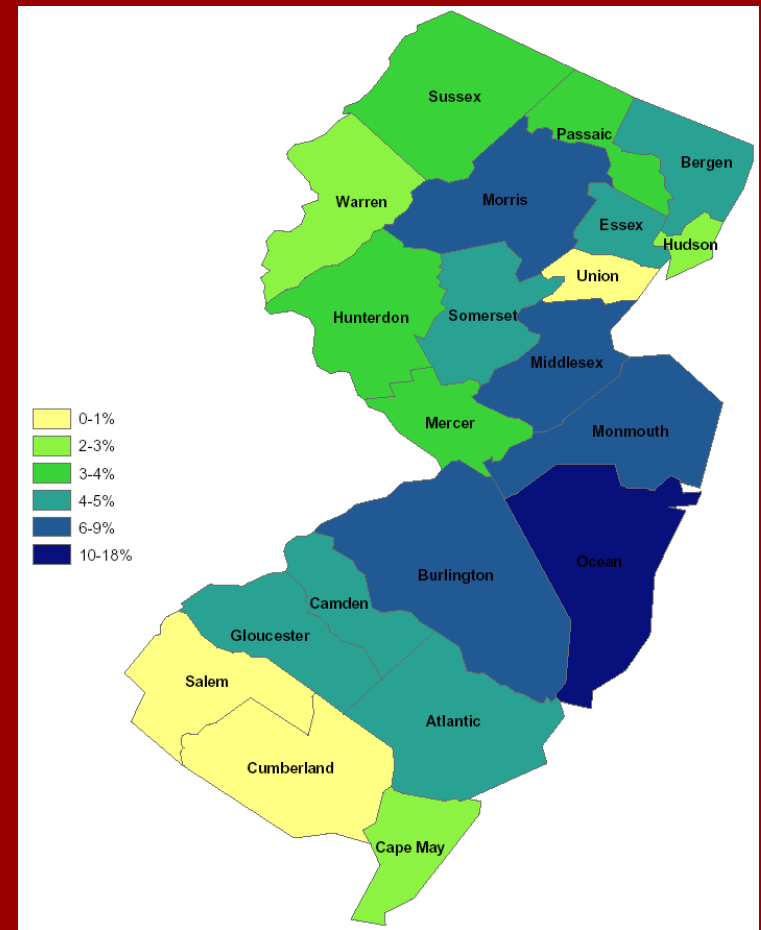 Sussex
Passaic
Bergen
Warren
Morris
Essex
Hudson
Union
Hunterdon
Somerset
Middlesex
Mercer
Monmouth
0-1%
2-3%
3-4%
4-5%
6-9%
10-18%
Ocean
Burlington
Camden
Gloucester
Salem
Atlantic
Cumberland
Cape May